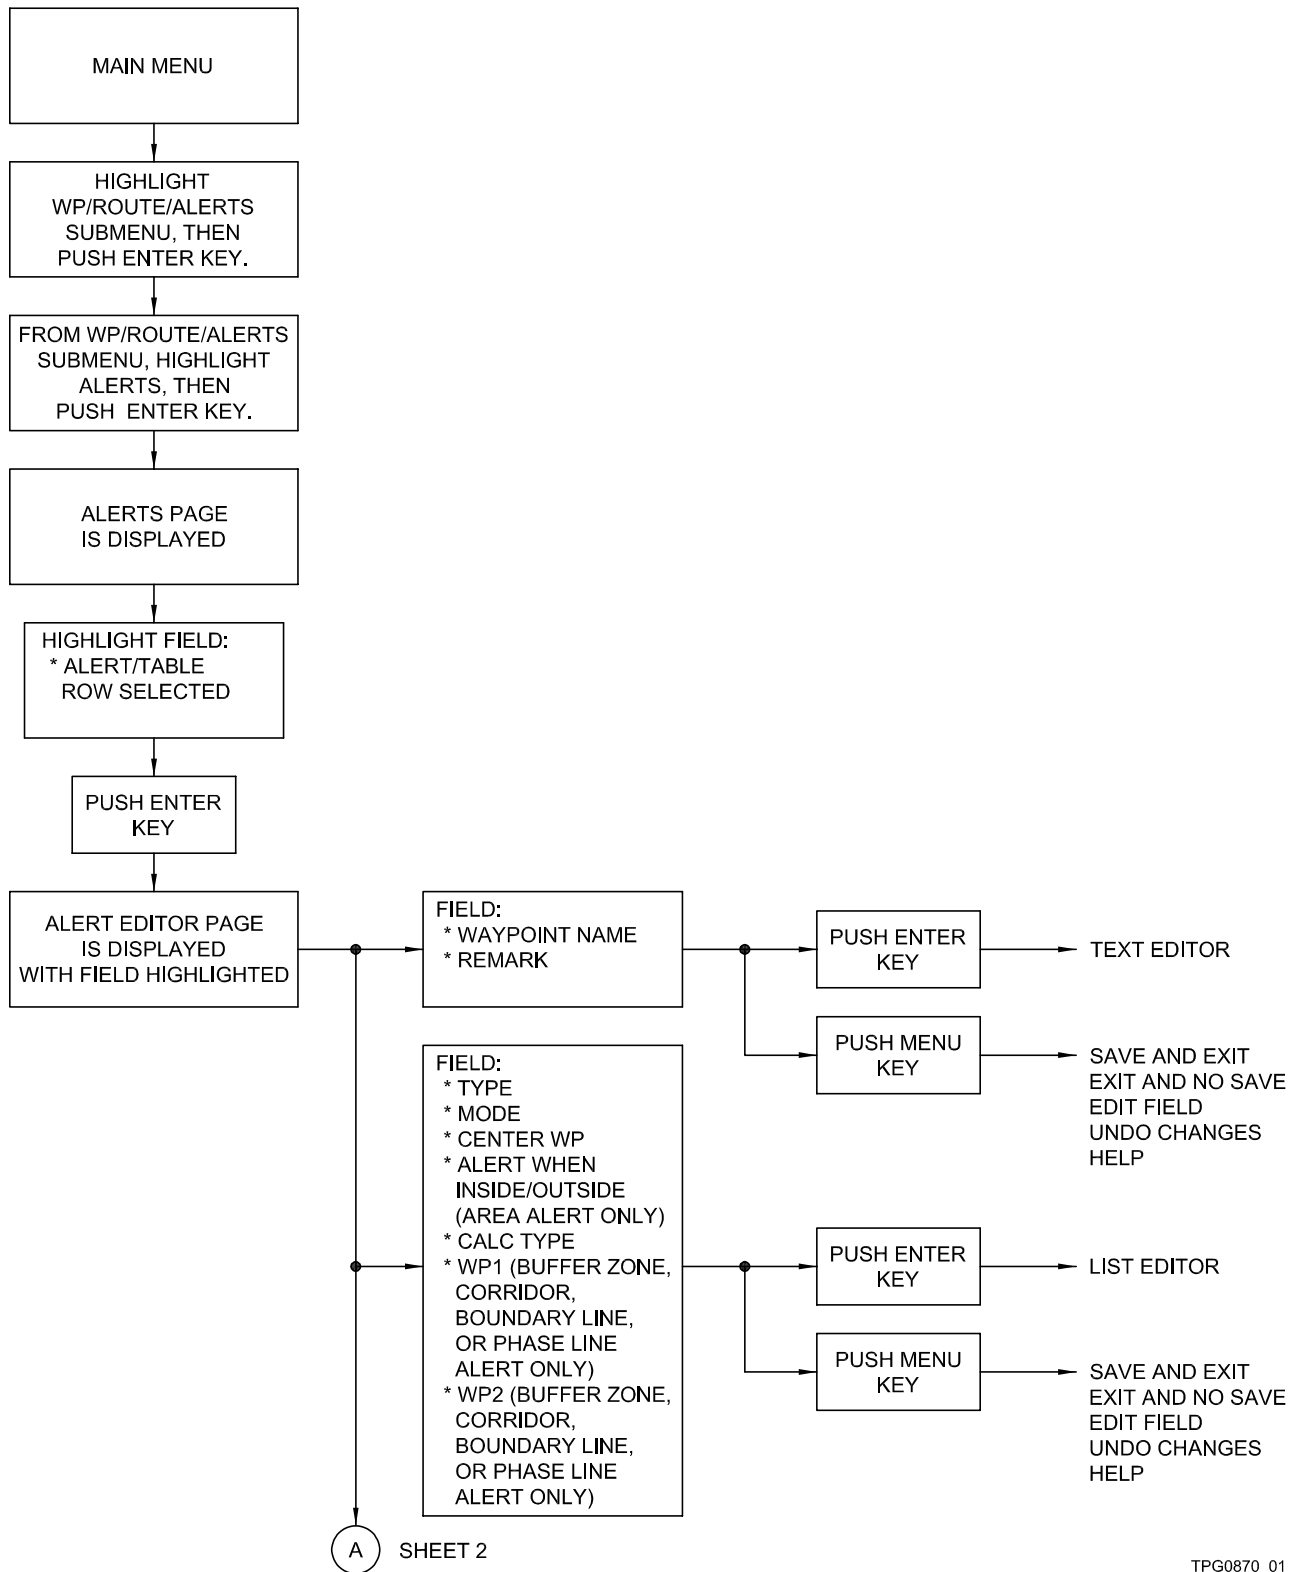 MAIN MENU
HIGHLIGHT
WP/ROUTE/ALERTS
SUBMENU, THEN
PUSH ENTER KEY.
FROM WP/ROUTE/ALERTS
SUBMENU, HIGHLIGHT
ALERTS, THEN
PUSH ENTER KEY.
ALERTS PAGE
IS DISPLAYED
HIGHLIGHT FIELD:
* ALERT/TABLE
ROW SELECTED
PUSH ENTER
KEY
ALERT EDITOR PAGE
IS DISPLAYED
WITH FIELD HIGHLIGHTED
FIELD:
* WAYPOINT NAME
* REMARK
PUSH ENTER
KEY
TEXT EDITOR
PUSH MENU
KEY
SAVE AND EXIT
EXIT AND NO SAVE
EDIT FIELD
UNDO CHANGES
HELP
FIELD:
* TYPE
* MODE
* CENTER WP
* ALERT WHEN
INSIDE/OUTSIDE
(AREA ALERT ONLY)
* CALC TYPE
* WP1 (BUFFER ZONE,
CORRIDOR,
BOUNDARY LINE,
OR PHASE LINE
ALERT ONLY)
* WP2 (BUFFER ZONE,
CORRIDOR,
BOUNDARY LINE,
OR PHASE LINE
ALERT ONLY)
PUSH ENTER
KEY
LIST EDITOR
PUSH MENU
KEY
SAVE AND EXIT
EXIT AND NO SAVE
EDIT FIELD
UNDO CHANGES
HELP
A SHEET 2
TPG0870_01